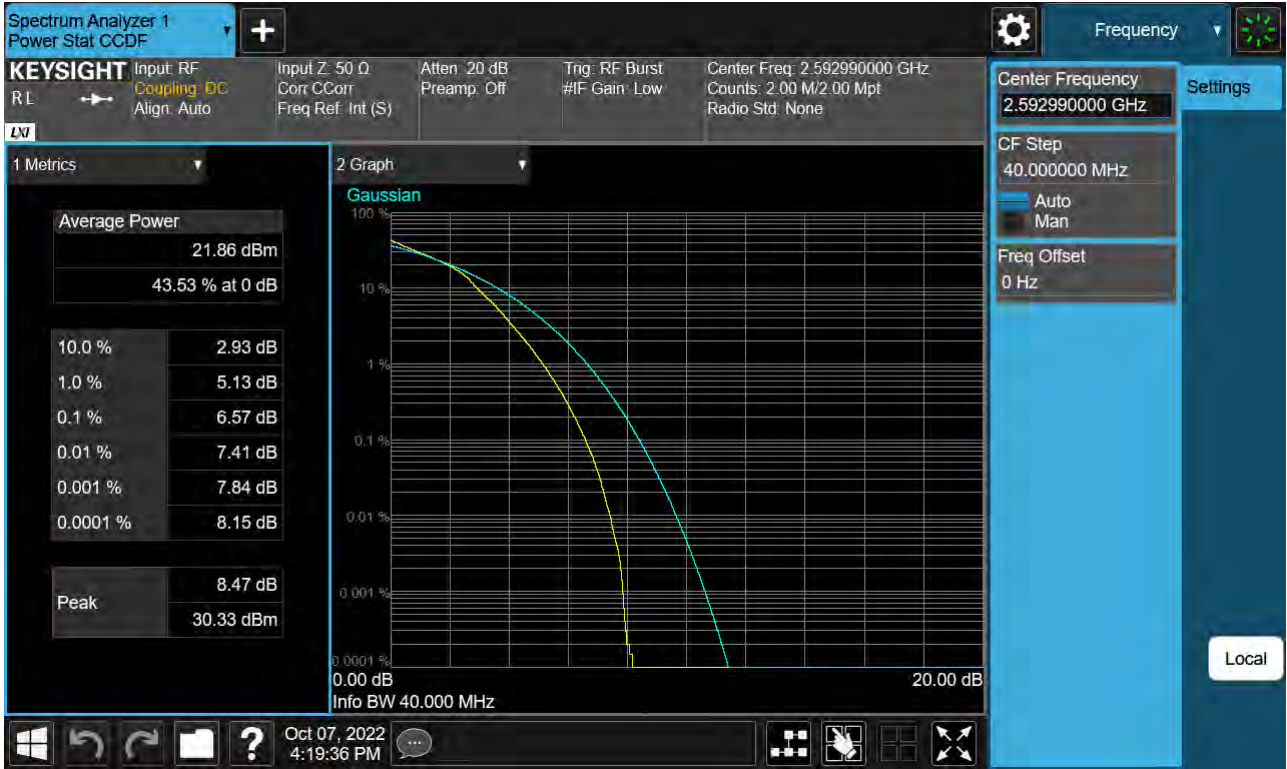 Spectrum Analyzer 1
Power Stat CCDF
+
Frequency
KEYSIGHT
R L
LXI
Input: RF
Coupling: DC
Align: Auto
Input Z: 50 Ω
Corr CCorr
Freq Ref: Int (S)
Atten: 20 dB
Preamp: Off
Trig: RF Burst
#IF Gain: Low
Center Freq: 2.592990000 GHz
Counts: 2.00 M/2.00 Mpt
Radio Std: None
1 Metrics
Average Power
21.86 dBm
43.53 % at 0 dB
10.0 % 2.93 dB
1.0 % 5.13 dB
0.1 % 6.57 dB
0.01 % 7.41 dB
0.001 % 7.84 dB
0.0001 % 8.15 dB
Peak
8.47 dB
30.33 dBm
2 Graph
Gaussian
100 %
10 %
1 %
0.1 %
0.01 %
0.001 %
0.0001 %
0.00 dB
20.00 dB
Info BW 40.000 MHz
Center Frequency
2.592990000 GHz
CF Step
40.000000 MHz
Auto
Man
Freq Offset
0 Hz
Settings
Local
?
Oct 07, 2022
4:19:36 PM